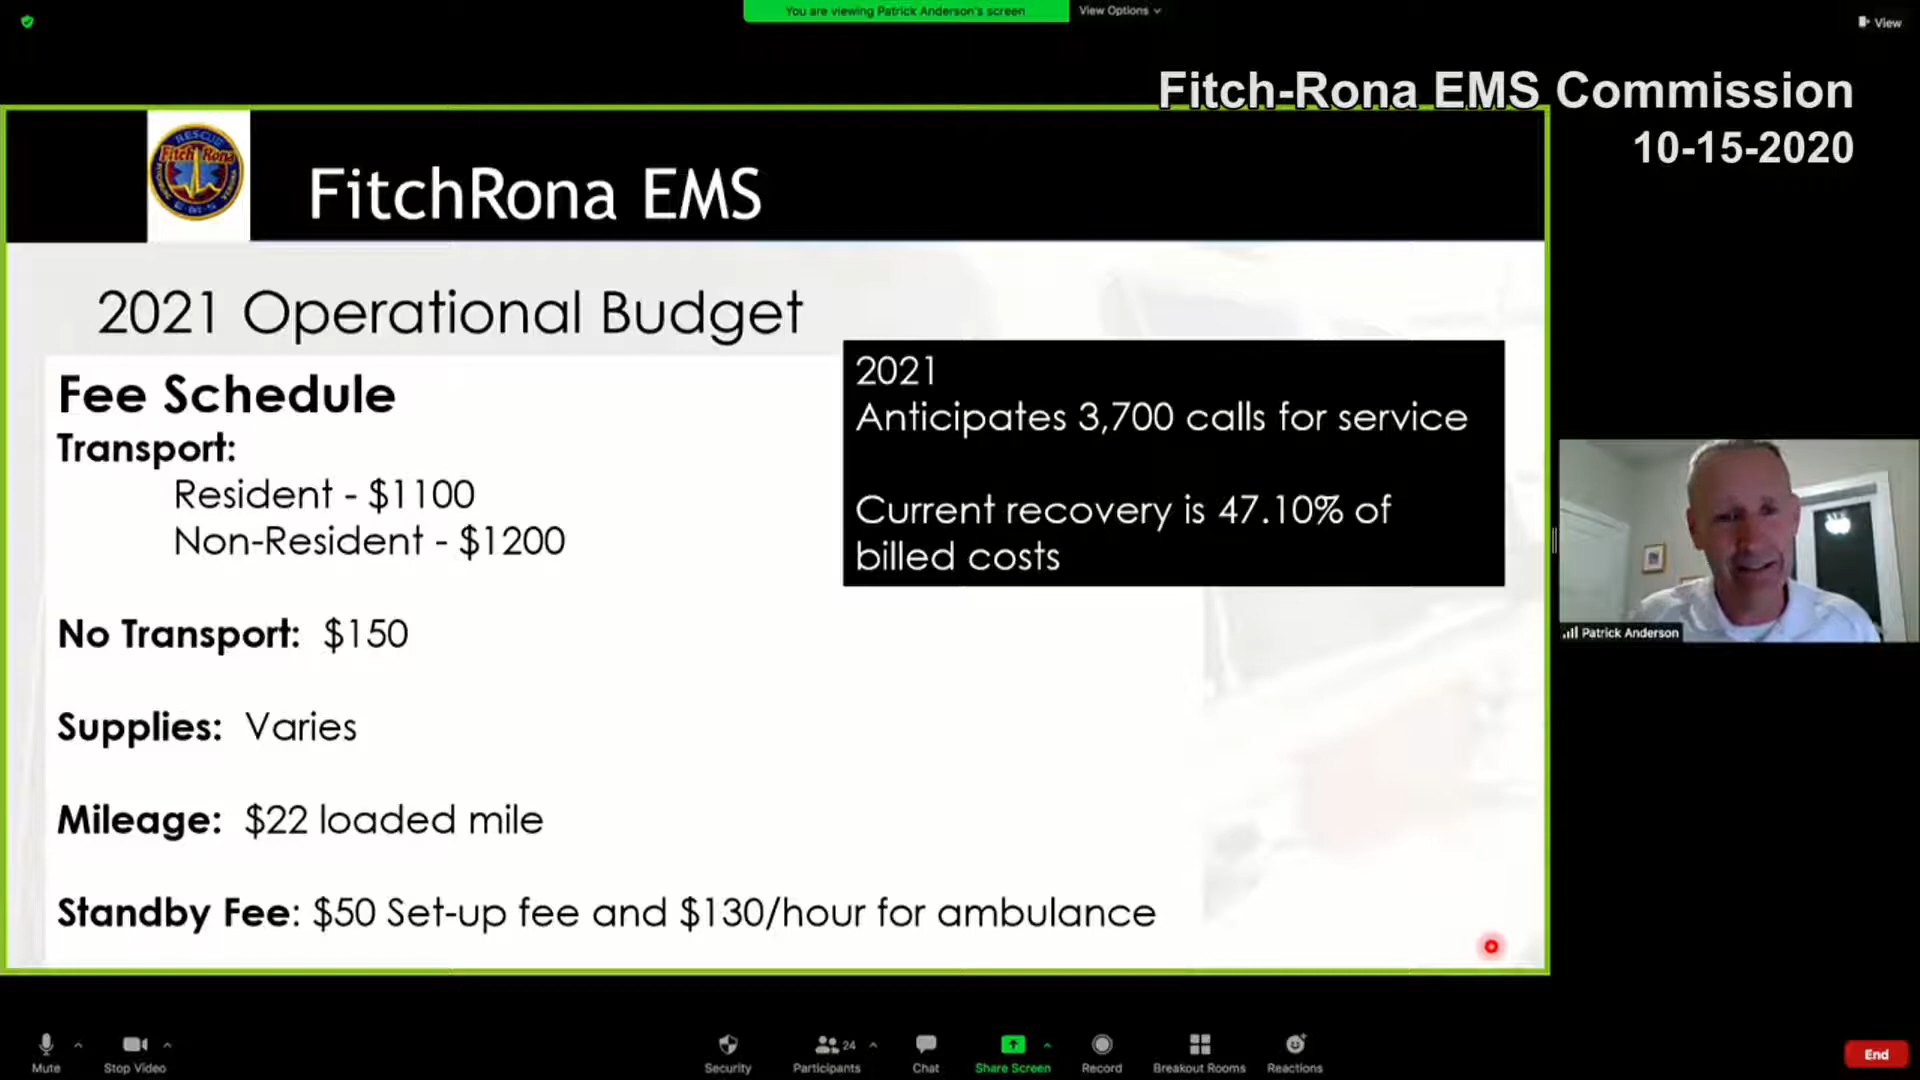 You are viewing Patrick Anderson's screen
View Options
View
Fitch-Rona EMS Commission
10-15-2020
RESCUE
Fitch Rona
EMS
FitchRona EMS
2021 Operational Budget
Fee Schedule
Transport:
Resident - $1100
Non-Resident - $1200
No Transport: $150
Supplies: Varies
Mileage: $22 loaded mile
Standby Fee: $50 Set-up fee and $130/hour for ambulance
2021
Anticipates 3,700 calls for service
Current recovery is 47.10% of
billed costs
Patrick Anderson
Mute
Stop Video
Security
24
Participants
Chat
Share Screen
Record
Breakout Rooms
Reactions
End